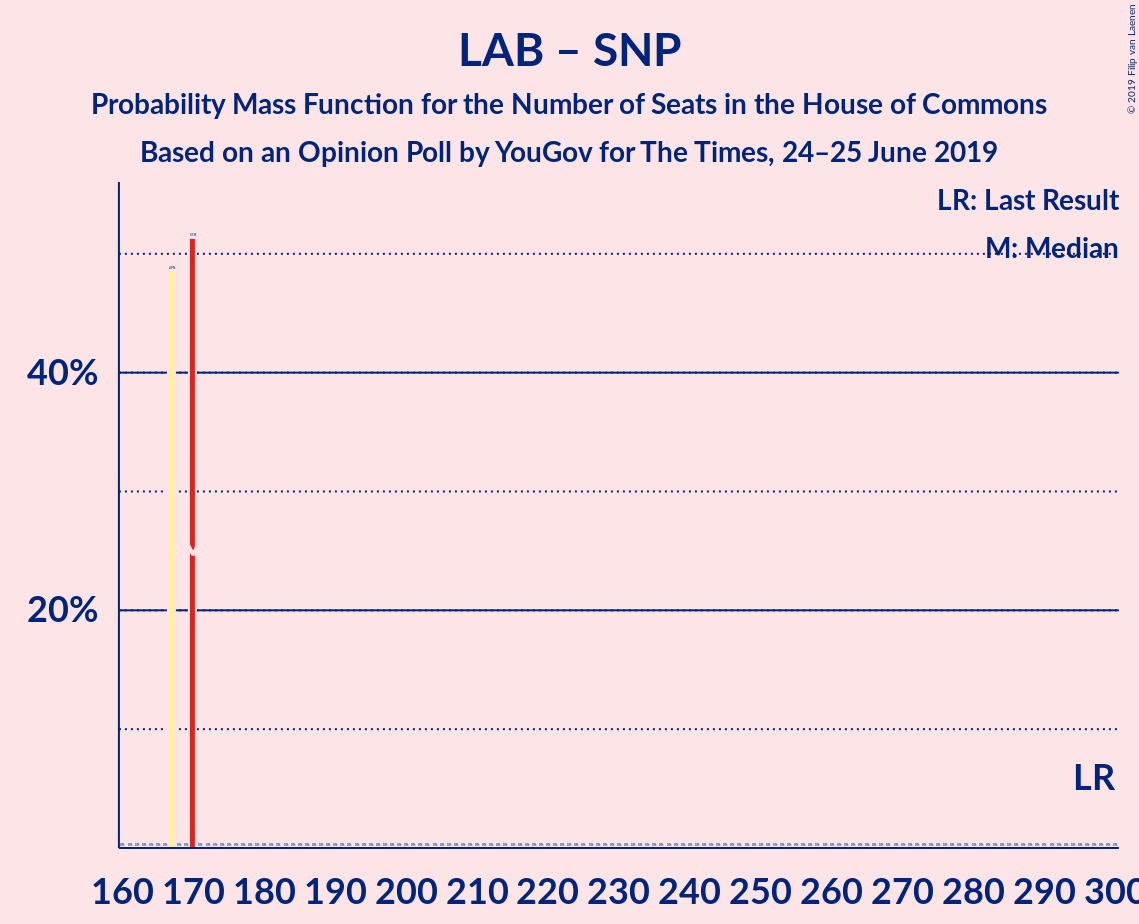 LAB – SNP
Probability Mass Function for the Number of Seats in the House of Commons
Based on an Opinion Poll by YouGov for The Times, 24–25 June 2019
© 2019 Filip van Laenen
LR: Last Result
M: Median
40%
20%
LR
160 170 180 190 200 210 220 230 240 250 260 270 280 290 300